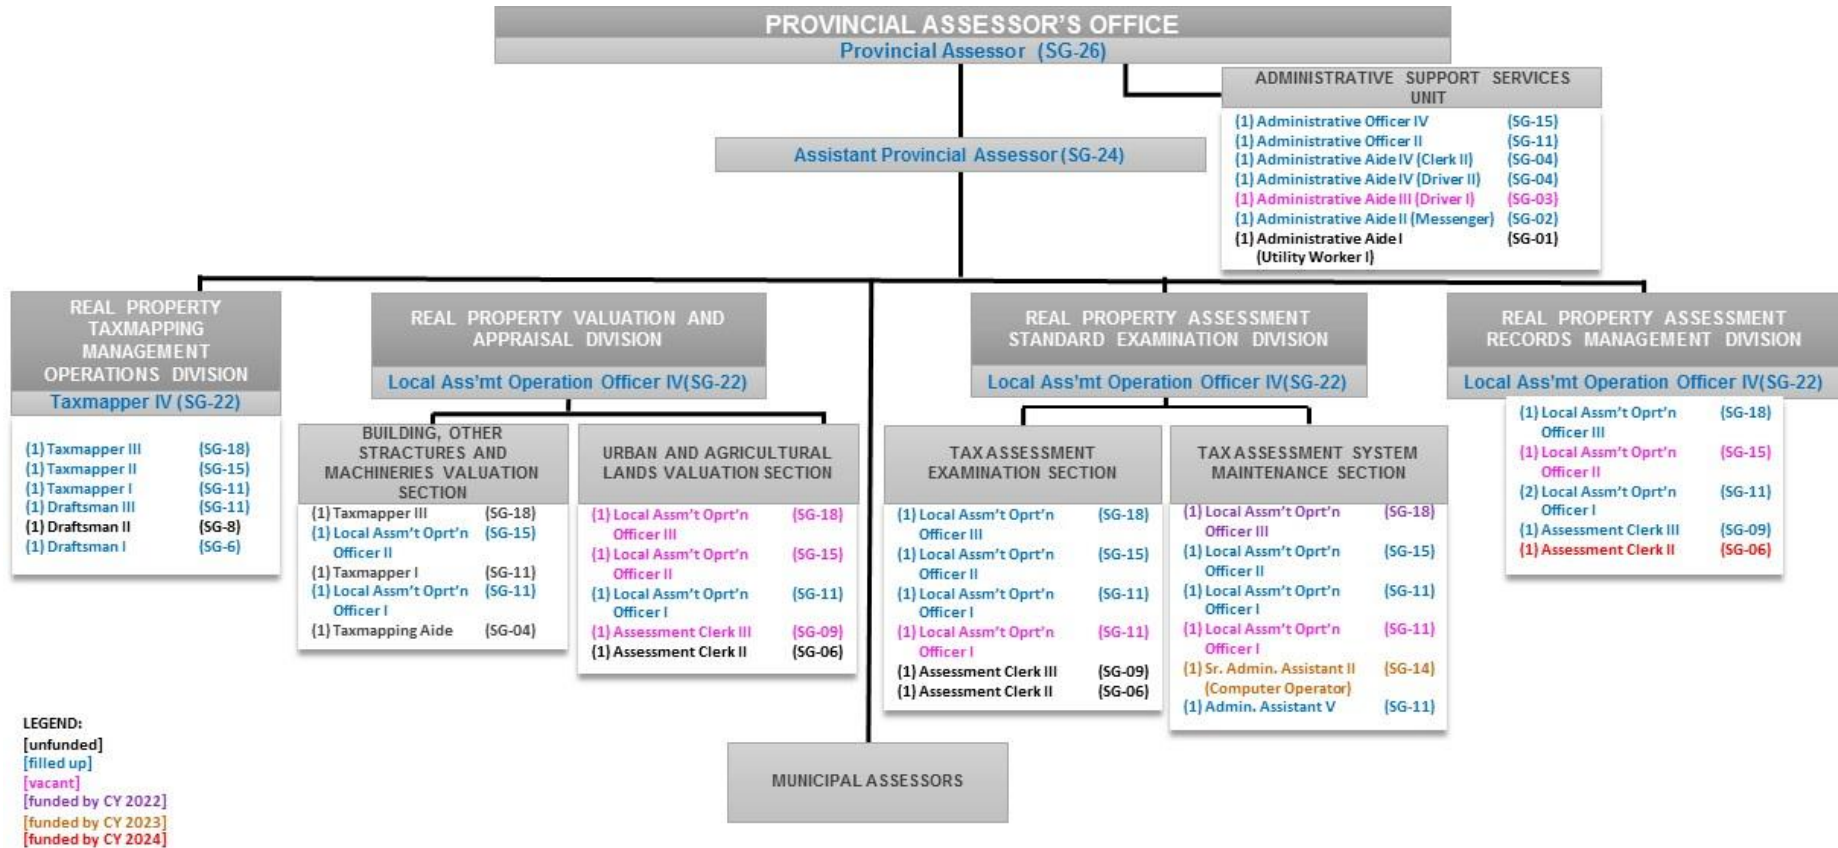 PROVINCIAL ASSESSOR'S OFFICE
Provincial Assessor (SG-26)
ADMINISTRATIVE SUPPORT SERVICES
UNIT
(1) Administrative Officer IV (SG-15)
(1) Administrative Officer II (SG-11)
(1) Administrative Aide IV (Clerk II) (SG-04)
(1) Administrative Aide IV (Driver II) (SG-04)
(1) Administrative Aide III (Driver I) (SG-03)
(1) Administrative Aide II (Messenger) (SG-02)
(1) Administrative Aide I (SG-01)
(Utility Worker I)
Assistant Provincial Assessor (SG-24)
REAL PROPERTY
TAXMAPPING
MANAGEMENT
OPERATIONS DIVISION
Taxmapper IV (SG-22)
(1) Taxmapper III (SG-18)
(1) Taxmapper II (SG-15)
(1) Taxmapper I (SG-11)
(1) Draftsman III (SG-11)
(1) Draftsman II (SG-8)
(1) Draftsman I (SG-6)
REAL PROPERTY VALUATION AND
APPRAISAL DIVISION
Local Ass'mt Operation Officer IV(SG-22)
BUILDING, OTHER
STRACTURES AND
MACHINERIES VALUATION
SECTION
(1) Taxmapper III (SG-18)
(1) Local Assm't Oprt'n (SG-15)
Officer II
(1) Taxmapper I (SG-11)
(1) Local Assm't Oprt'n (SG-11)
Officer I
(1) Taxmapping Aide (SG-04)
URBAN AND AGRICULTURAL
LANDS VALUATION SECTION
(1) Local Assm't Oprt'n (SG-18)
Officer III
(1) Local Assm't Oprt'n (SG-15)
Officer II
(1) Local Assm't Oprt'n (SG-11)
Officer I
(1) Assessment Clerk III (SG-09)
(1) Assessment Clerk II (SG-06)
REAL PROPERTY ASSESSMENT
STANDARD EXAMINATION DIVISION
Local Ass'mt Operation Officer IV(SG-22)
TAX ASSESSMENT
EXAMINATION SECTION
(1) Local Assm't Oprt'n (SG-18)
Officer III
(1) Local Assm't Oprt'n (SG-15)
Officer II
(1) Local Assm't Oprt'n (SG-11)
Officer I
(1) Local Assm't Oprt'n (SG-11)
Officer I
(1) Assessment Clerk III (SG-09)
(1) Assessment Clerk II (SG-06)
TAX ASSESSMENT SYSTEM
MAINTENANCE SECTION
(1) Local Assm't Oprt'n (SG-18)
Officer III
(1) Local Assm't Oprt'n (SG-15)
Officer II
(1) Local Assm't Oprt'n (SG-11)
Officer I
(1) Local Assm't Oprt'n (SG-11)
Officer I
(1) Sr. Admin. Assistant II (SG-14)
(Computer Operator)
(1) Admin. Assistant V (SG-11)
REAL PROPERTY ASSESSMENT
RECORDS MANAGEMENT DIVISION
Local Ass'mt Operation Officer IV(SG-22)
(1) Local Assm't Oprt'n (SG-18)
Officer III
(1) Local Assm't Oprt'n (SG-15)
Officer II
(2) Local Assm't Oprt'n (SG-11)
Officer I
(1) Assessment Clerk III (SG-09)
(1) Assessment Clerk II (SG-06)
MUNICIPAL ASSESSORS
LEGEND:
[unfunded]
[filled up]
[vacant]
[funded by CY 2022]
[funded by CY 2023]
[funded by CY 2024]